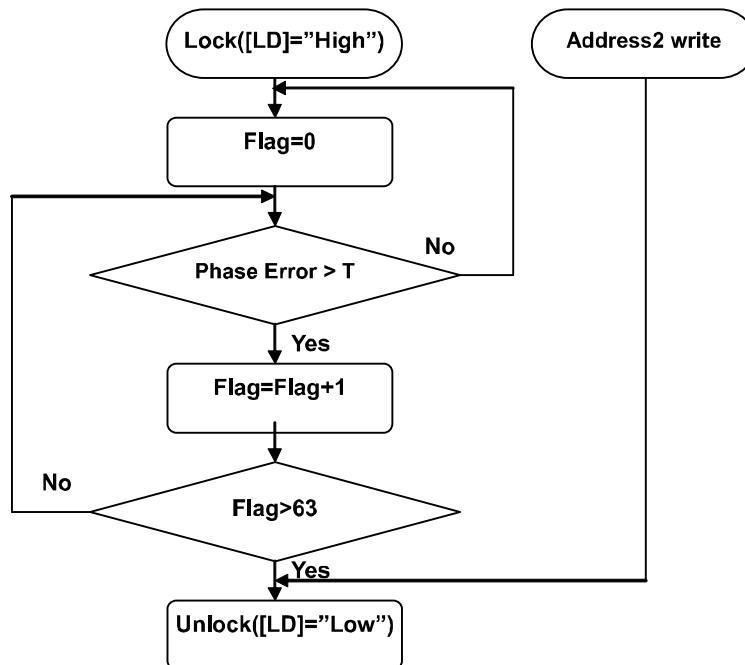 Lock([LD]=”High”)
Address2 write
Flag=0
No
Phase Error > T
Yes
Flag=Flag+1
No
Flag>63
Yes
Unlock([LD]=”Low”)